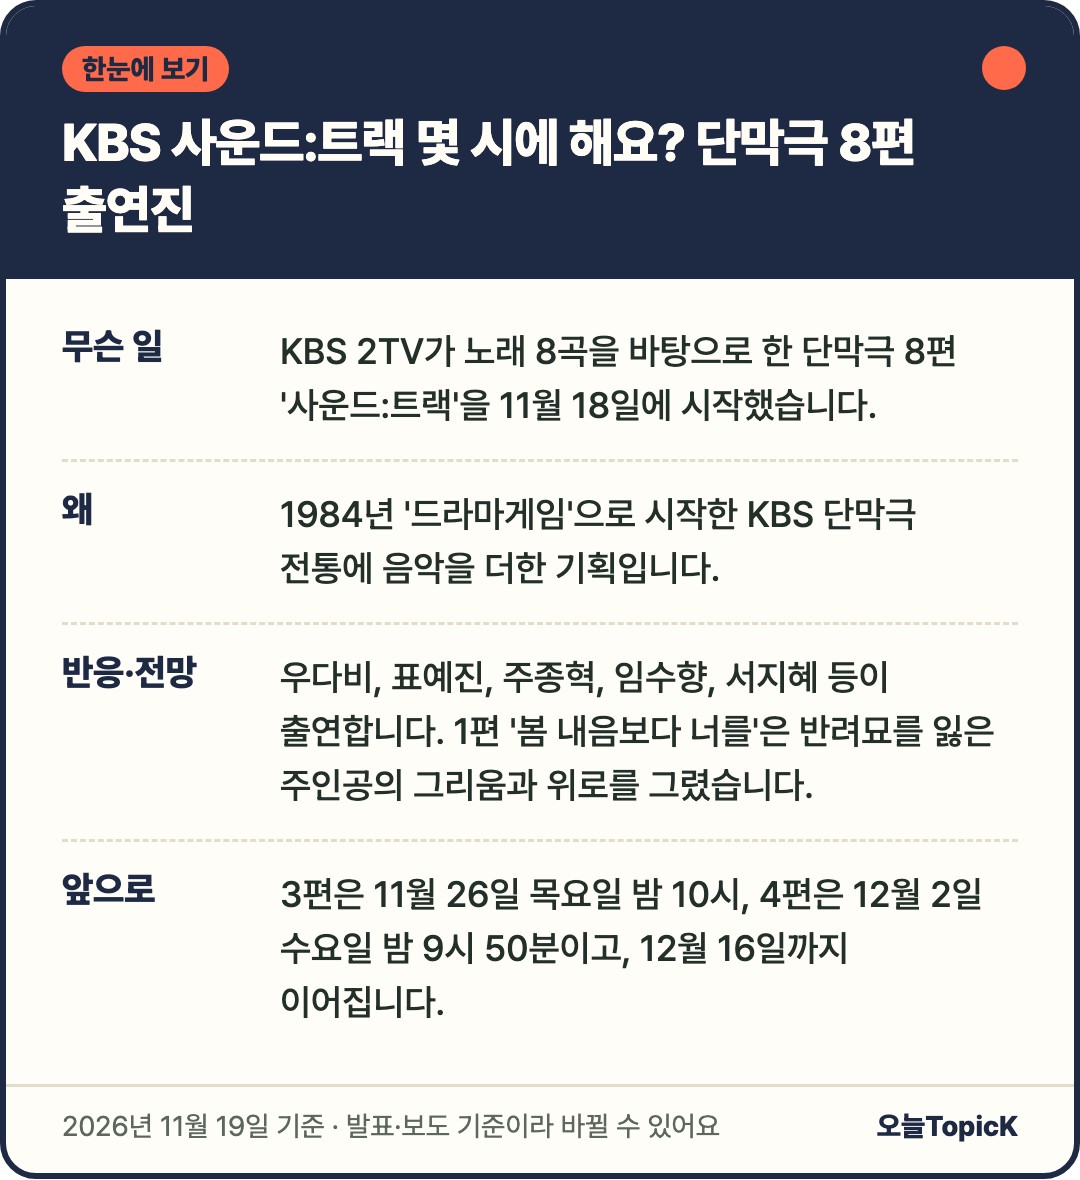 한눈에 보기
KBS 사운드:트랙 몇 시에 해요? 단막극 8편
출연진
무슨 일
KBS 2TV가 노래 8곡을 바탕으로 한 단막극 8편
'사운드:트랙'을 11월 18일에 시작했습니다.
왜
1984년 '드라마게임'으로 시작한 KBS 단막극
전통에 음악을 더한 기획입니다.
반응·전망
우다비, 표예진, 주종혁, 임수향, 서지혜 등이
출연합니다. 1편 '봄 내음보다 너를'은 반려묘를 잃은
주인공의 그리움과 위로를 그렸습니다.
앞으로
3편은 11월 26일 목요일 밤 10시, 4편은 12월 2일
수요일 밤 9시 50분이고, 12월 16일까지
이어집니다.
2026년 11월 19일 기준 · 발표·보도 기준이라 바뀔 수 있어요
오늘TopicK